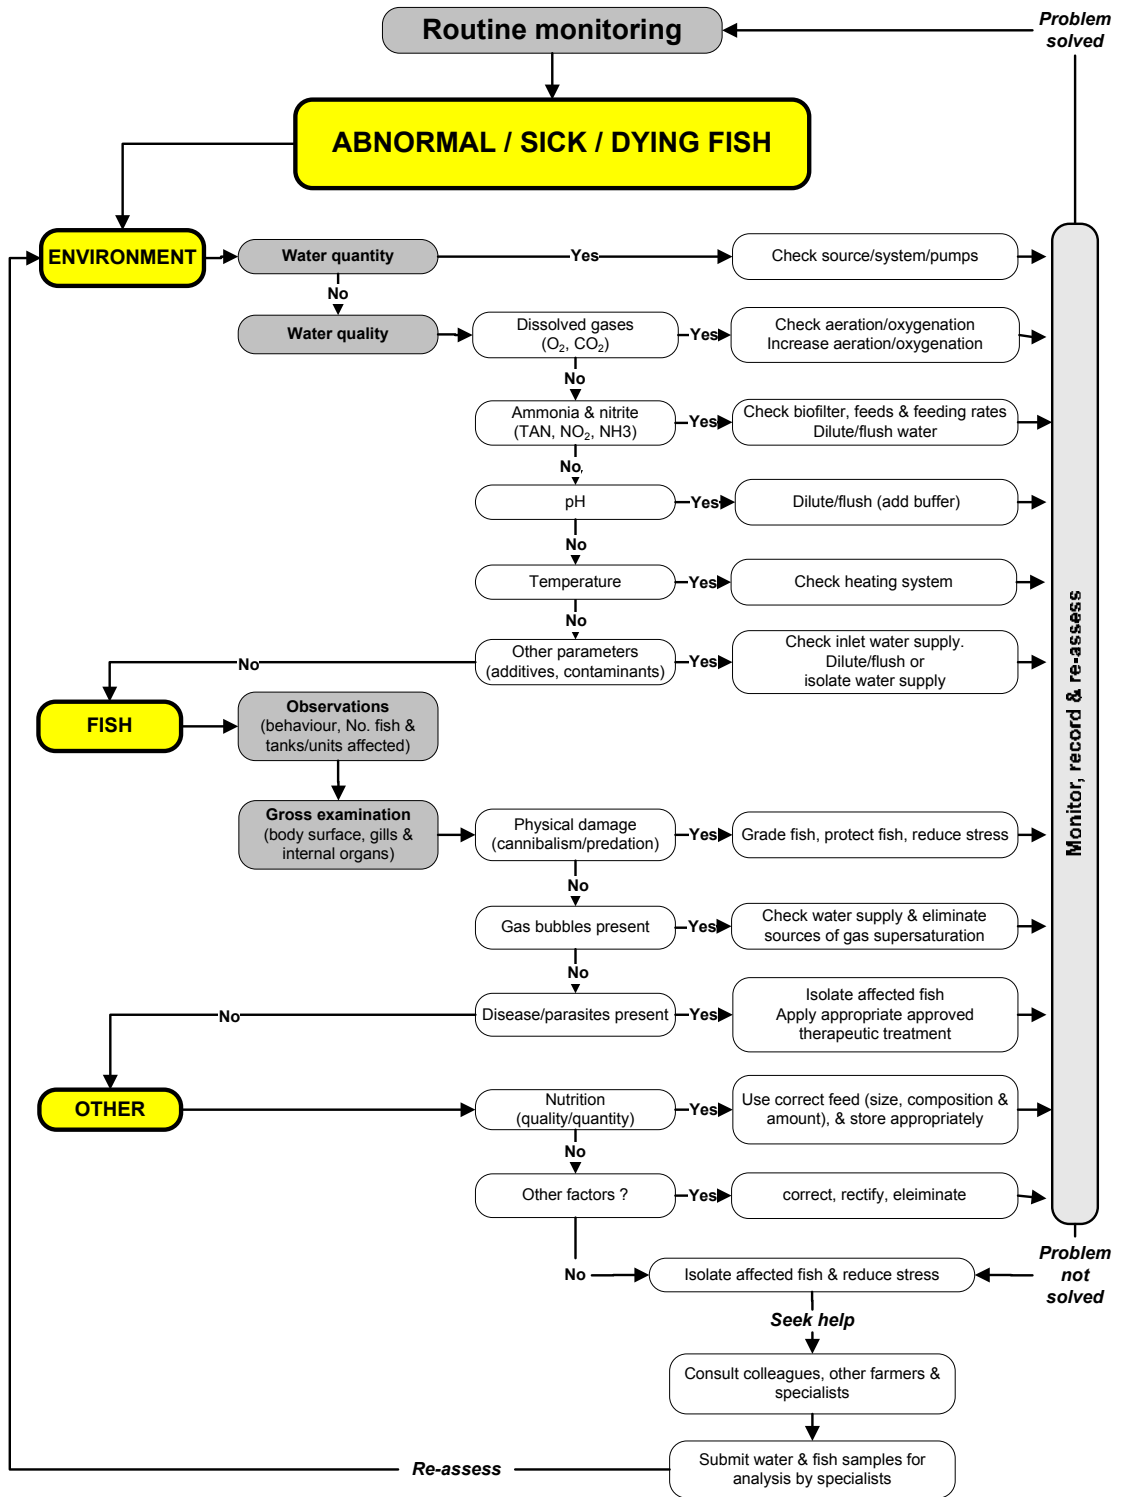 Routine monitoring
Problem
solved
ABNORMAL / SICK / DYING FISH
ENVIRONMENT
Water quantity
Yes
Check source/system/pumps
No
Water quality
Dissolved gases
(O₂, CO₂)
Yes
Check aeration/oxygenation
Increase aeration/oxygenation
No
Ammonia & nitrite
(TAN, NO₂, NH3)
Yes
Check biofilter, feeds & feeding rates
Dilute/flush water
No
pH
Yes
Dilute/flush (add buffer)
No
Temperature
Yes
Check heating system
No
Other parameters
(additives, contaminants)
Yes
Check inlet water supply.
Dilute/flush or
isolate water supply
No
FISH
Observations
(behaviour, No. fish &
tanks/units affected)
Gross examination
(body surface, gills &
internal organs)
Physical damage
(cannibalism/predation)
Yes
Grade fish, protect fish, reduce stress
No
Gas bubbles present
Yes
Check water supply & eliminate
sources of gas supersaturation
No
Disease/parasites present
Yes
Isolate affected fish
Apply appropriate approved
therapeutic treatment
No
OTHER
Nutrition
(quality/quantity)
Yes
Use correct feed (size, composition &
amount), & store appropriately
No
Other factors ?
Yes
correct, rectify, eleiminate
Monitor, record & re-assess
No
Isolate affected fish & reduce stress
Problem
not
solved
Seek help
Consult colleagues, other farmers &
specialists
Submit water & fish samples for
analysis by specialists
Re-assess